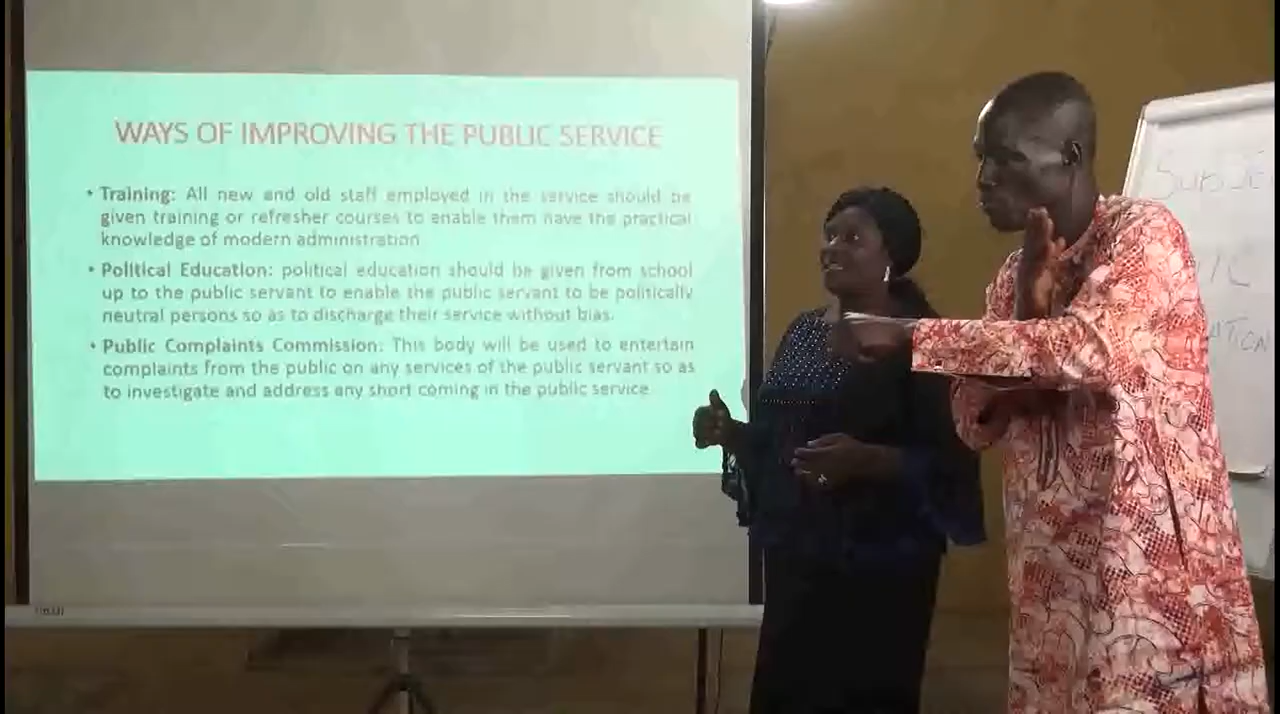 WAYS OF IMPROVING THE PUBLIC SERVICE
• Training: All new and old staff employed in the service should be
given training or refresher courses to enable them have the practical
knowledge of modern administration
• Political Education: political education should be given from school
up to the public servant to enable the public servant to be politically
neutral persons so as to discharge their service without bias.
• Public Complaints Commission: This body will be used to entertain
complaints from the public on any services of the public servant so as
to investigate and address any short coming in the public service.
SUBJE
IC
ATION